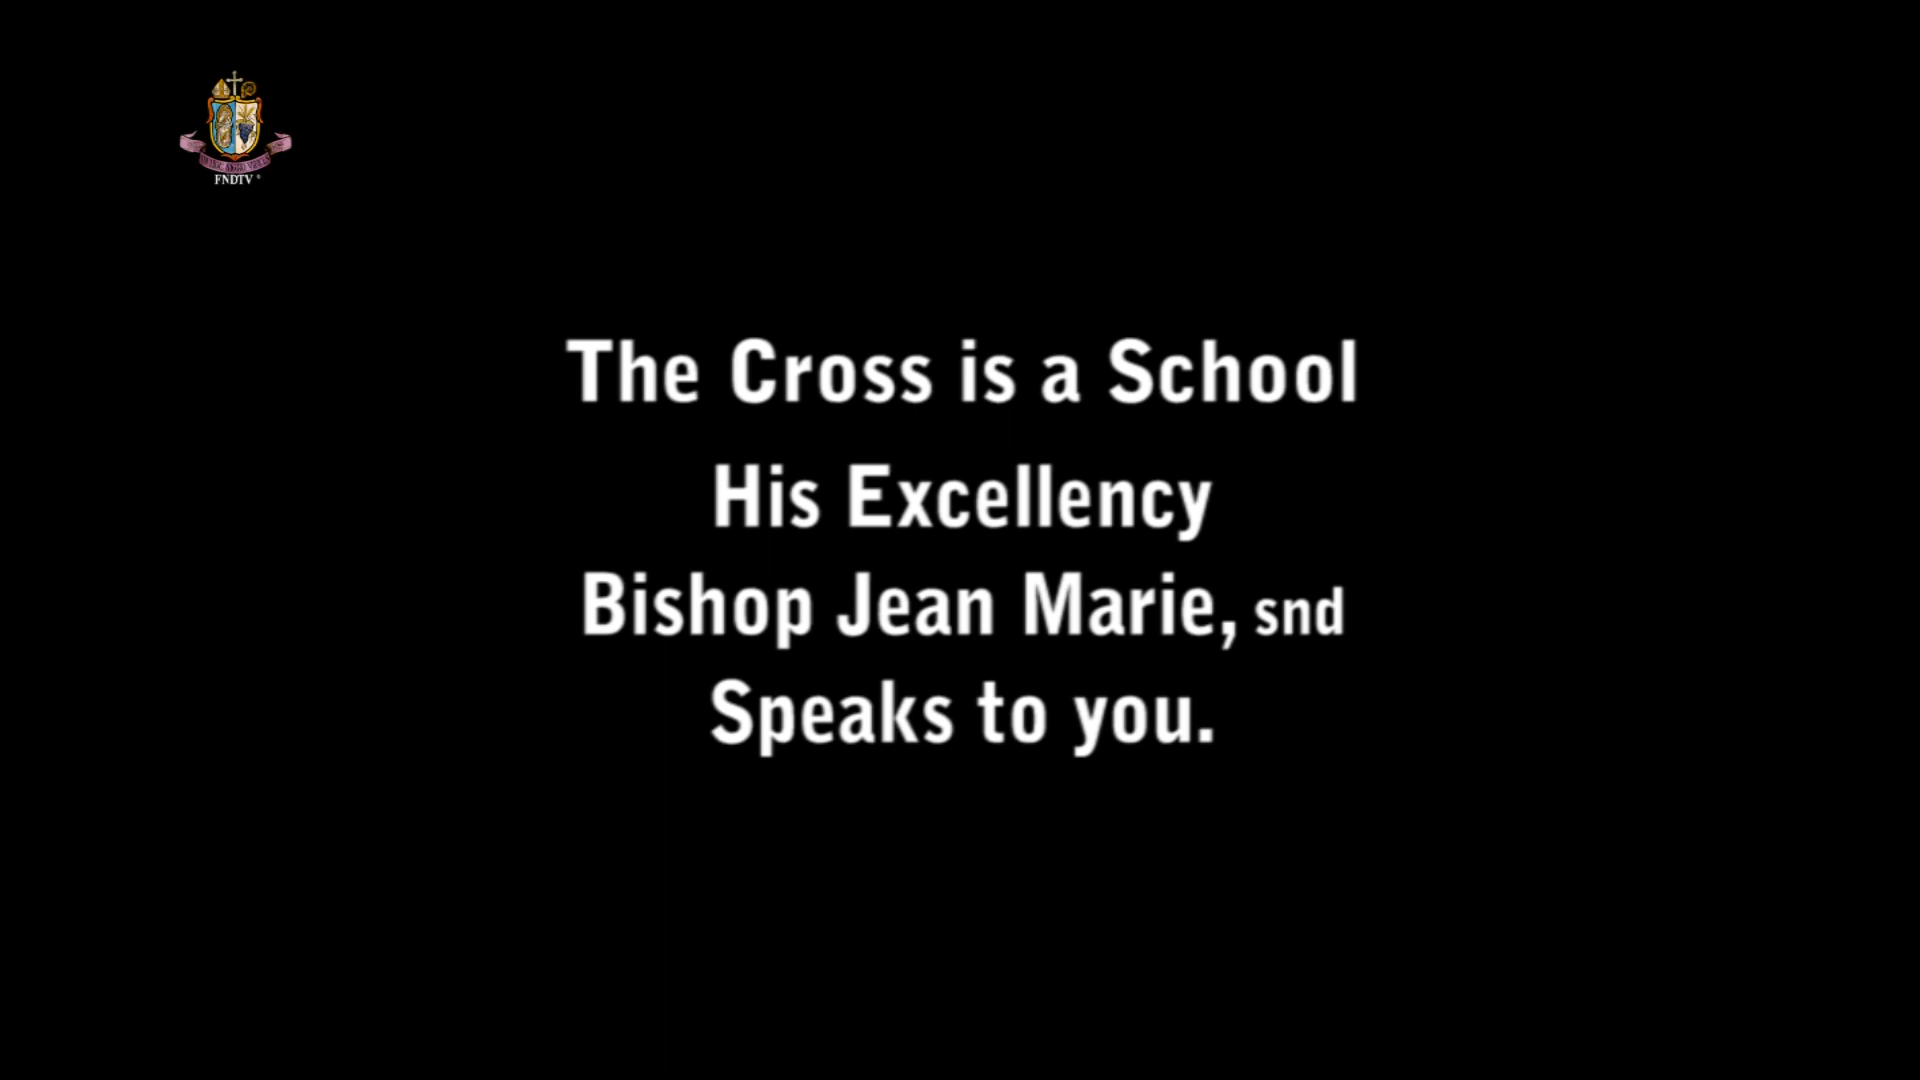 FNDTV
The Cross is a School
His Excellency
Bishop Jean Marie, snd
Speaks to you.